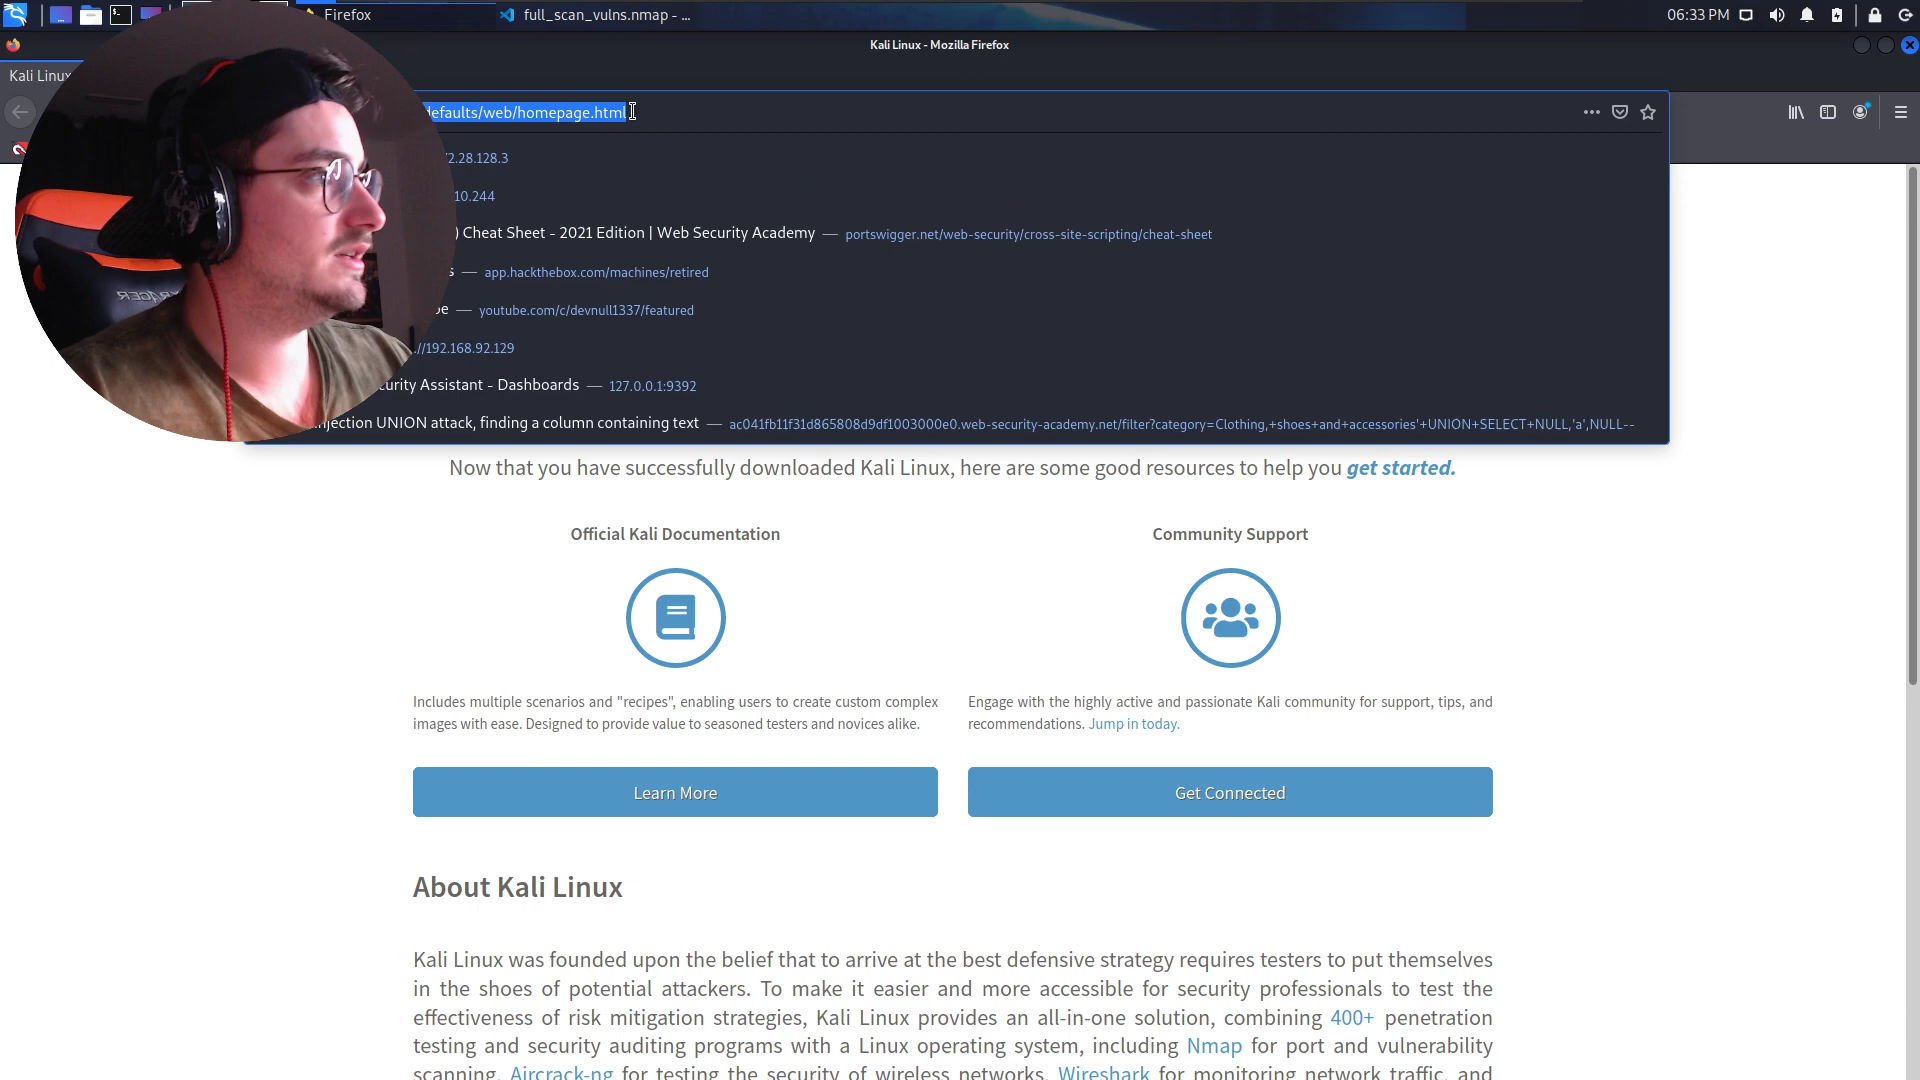 Firefox
full_scan_vulns.nmap - ...
06:33 PM
Kali Linux - Mozilla Firefox
Kali Linux
defaults/web/homepage.html
2.28.128.3
10.244
) Cheat Sheet - 2021 Edition | Web Security Academy — portswigger.net/web-security/cross-site-scripting/cheat-sheet
s — app.hackthebox.com/machines/retired
be — youtube.com/c/devnull1337/featured
://192.168.92.129
curity Assistant - Dashboards — 127.0.0.1:9392
njection UNION attack, finding a column containing text — ac041fb11f31d865808d9df1003000e0.web-security-academy.net/filter?category=Clothing,+shoes+and+accessories'+UNION+SELECT+NULL,'a',NULL--
Now that you have successfully downloaded Kali Linux, here are some good resources to help you get started.
Official Kali Documentation
Community Support
Includes multiple scenarios and "recipes", enabling users to create custom complex
images with ease. Designed to provide value to seasoned testers and novices alike.
Engage with the highly active and passionate Kali community for support, tips, and
recommendations. Jump in today.
Learn More
Get Connected
About Kali Linux
Kali Linux was founded upon the belief that to arrive at the best defensive strategy requires testers to put themselves
in the shoes of potential attackers. To make it easier and more accessible for security professionals to test the
effectiveness of risk mitigation strategies, Kali Linux provides an all-in-one solution, combining 400+ penetration
testing and security auditing programs with a Linux operating system, including Nmap for port and vulnerability
scanning, Aircrack-ng for testing the security of wireless networks, Wireshark for monitoring network traffic, and